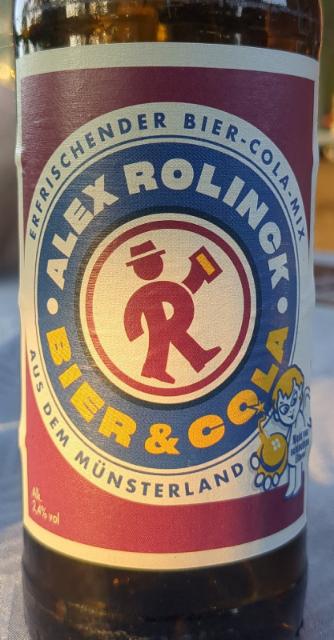 ERFRISCHENDER BIER-COLA-MIX
ALEX ROLINCK
R
BIER & COLA
AUS DEM MÜNSTERLAND
Alk.
2,4% vol